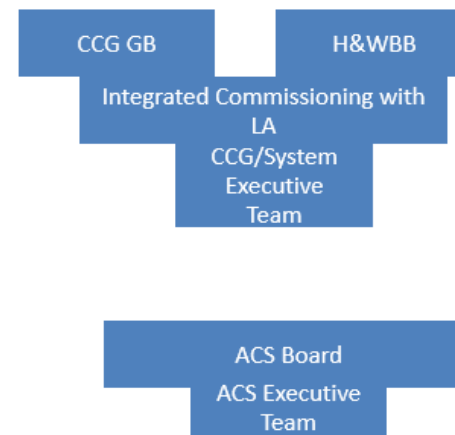 CCG GB
H&WBB
Integrated Commissioning with
LA
CCG/System
Executive
Team
ACS Board
ACS Executive
Team